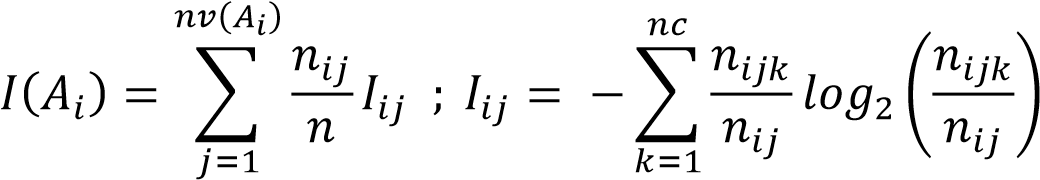 I(A_i) = \sum_{j=1}^{nv(A_i)} \frac{n_{ij}}{n} I_{ij} ; I_{ij} = - \sum_{k=1}^{nc} \frac{n_{ijk}}{n_{ij}} log_2 \left( \frac{n_{ijk}}{n_{ij}} \right)